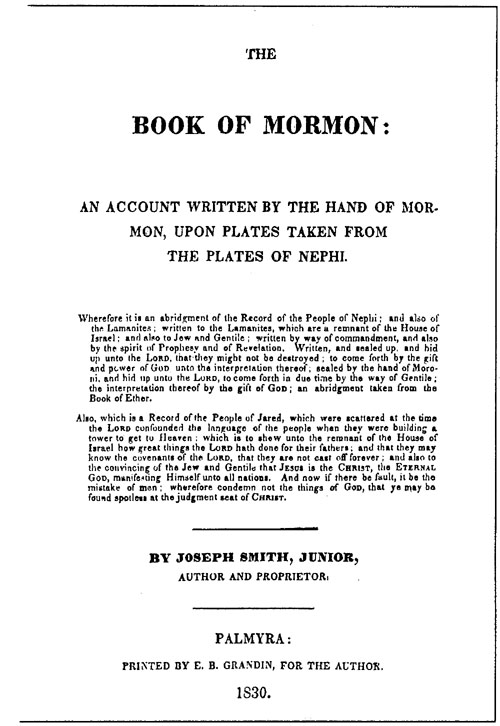 THE
BOOK OF MORMON:
AN ACCOUNT WRITTEN BY THE HAND OF MOR-
MON, UPON PLATES TAKEN FROM
THE PLATES OF NEPHI.
Wherefore it is an abridgment of the Record of the People of Nephi; and also of
the Lamanites; written to the Lamanites, which are a remnant of the House of
Israel; and also to Jew and Gentile; written by way of commandment, and also
by the spirit of Prophesy and of Revelation. Written, and sealed up, and hid
up unto the LORD, that they might not be destroyed; to come forth by the gift
and power of GOD unto the interpretation thereof; sealed by the hand of Moro-
ni, and hid up unto the LORD, to come forth in due time by the way of Gentile;
the interpretation thereof by the gift of GOD; an abridgment taken from the
Book of Ether.
Also, which is a Record of the People of Jared, which were scattered at the time
the LORD confounded the language of the people when they were building a
tower to get to Heaven: which is to shew unto the remnant of the House of
Israel how great things the LORD hath done for their fathers; and that they may
know the covenants of the LORD, that they are not cast off forever; and also to
the convincing of the Jew and Gentile that JESUS is the CHRIST, the ETERNAL
GOD, manifesting Himself unto all nations. And now if there be fault, it be the
mistake of men; wherefore condemn not the things of GOD, that ye may be
found spotless at the judgment seat of CHRIST.
BY JOSEPH SMITH, JUNIOR,
AUTHOR AND PROPRIETOR.
PALMYRA:
PRINTED BY E. B. GRANDIN, FOR THE AUTHOR.
1830.